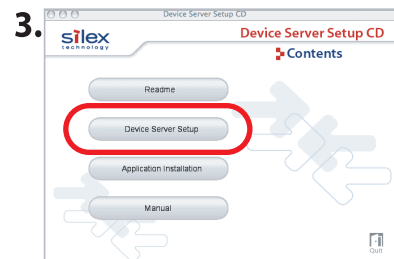 3.
Device Server Setup CD
silex
technology
Device Server Setup CD
Contents
Readme
Device Server Setup
Application Installation
Manual
Quit